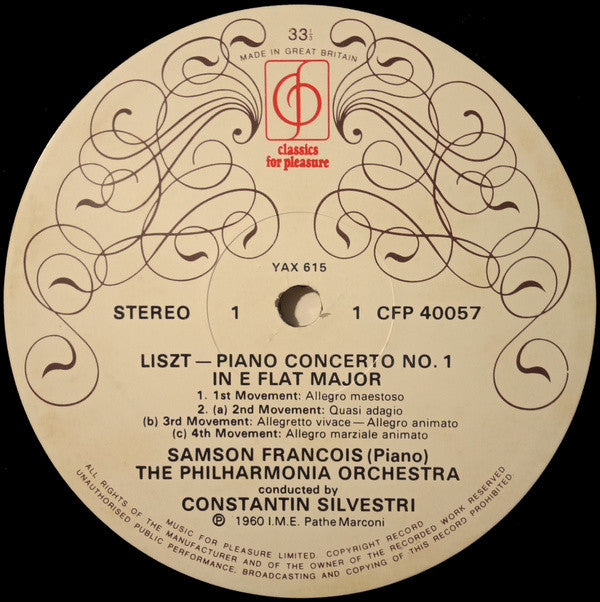 33⅓
MADE IN GREAT BRITAIN
classics
for pleasure
YAX 615
STEREO 1 1 CFP 40057
LISZT — PIANO CONCERTO NO. 1
IN E FLAT MAJOR
1. 1st Movement: Allegro maestoso
2. (a) 2nd Movement: Quasi adagio
(b) 3rd Movement: Allegretto vivace — Allegro animato
(c) 4th Movement: Allegro marziale animato
SAMSON FRANCOIS (Piano)
THE PHILHARMONIA ORCHESTRA
conducted by
CONSTANTIN SILVESTRI
℗ 1960 I.M.E. Pathe Marconi
MUSIC FOR PLEASURE LIMITED. COPYRIGHT RECORD
ALL RIGHTS OF THE MANUFACTURER AND OF THE OWNER OF THE RECORDED WORK RESERVED
UNAUTHORISED PUBLIC PERFORMANCE, BROADCASTING AND COPYING OF THIS RECORD PROHIBITED.